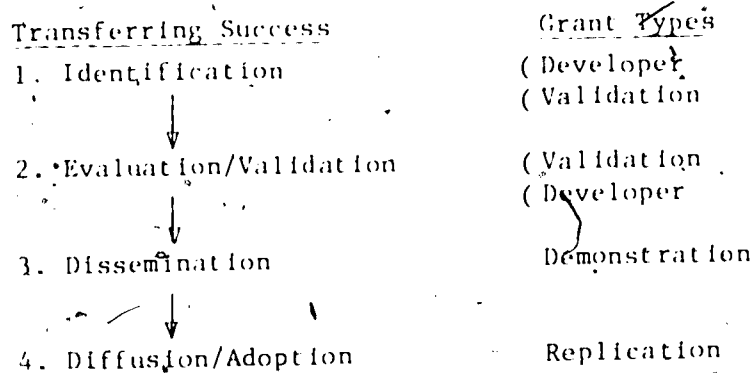 Transferring Success Grant Types
1. Identification (Developer
(Validation
2. Evaluation/Validation (Validation
(Developer
3. Dissemination Demonstration
4. Diffusion/Adoption Replication